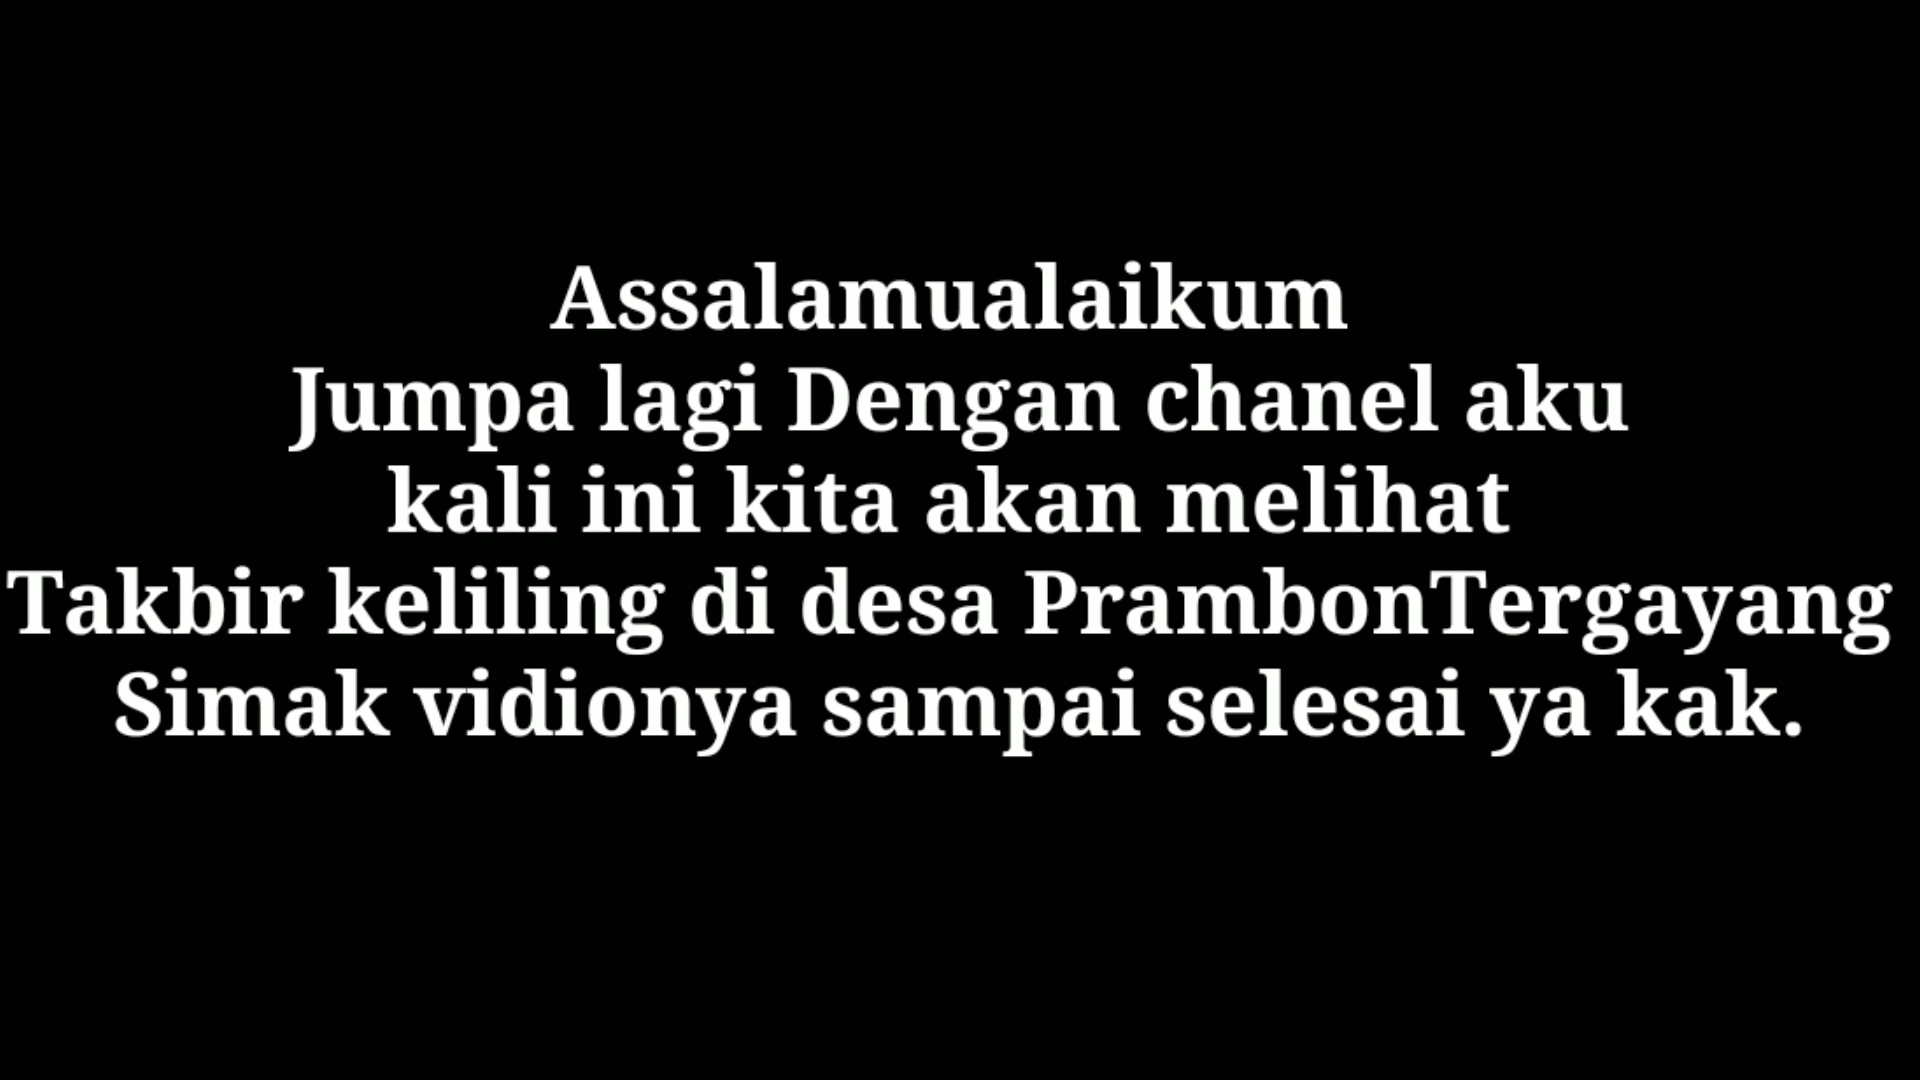 Assalamualaikum
Jumpa lagi Dengan chanel aku
kali ini kita akan melihat
Takbir keliling di desa PrambonTergayang
Simak vidionya sampai selesai ya kak.